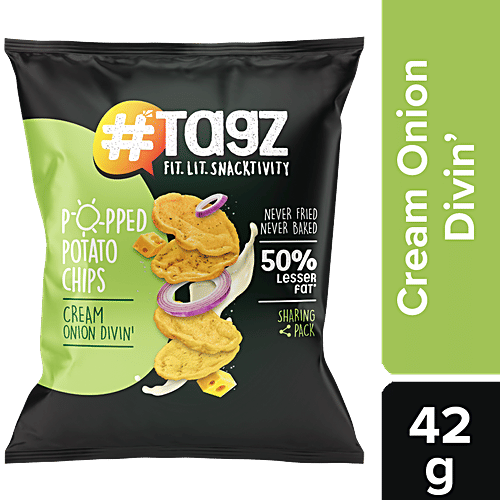 #TagZ
FIT. LIT. SNACKTIVITY
POPPED
POTATO
CHIPS
CREAM
ONION DIVIN'
NEVER FRIED
NEVER BAKED
50%
LESSER
FAT*
SHARING
PACK
Cream Onion
Divin'
42
g